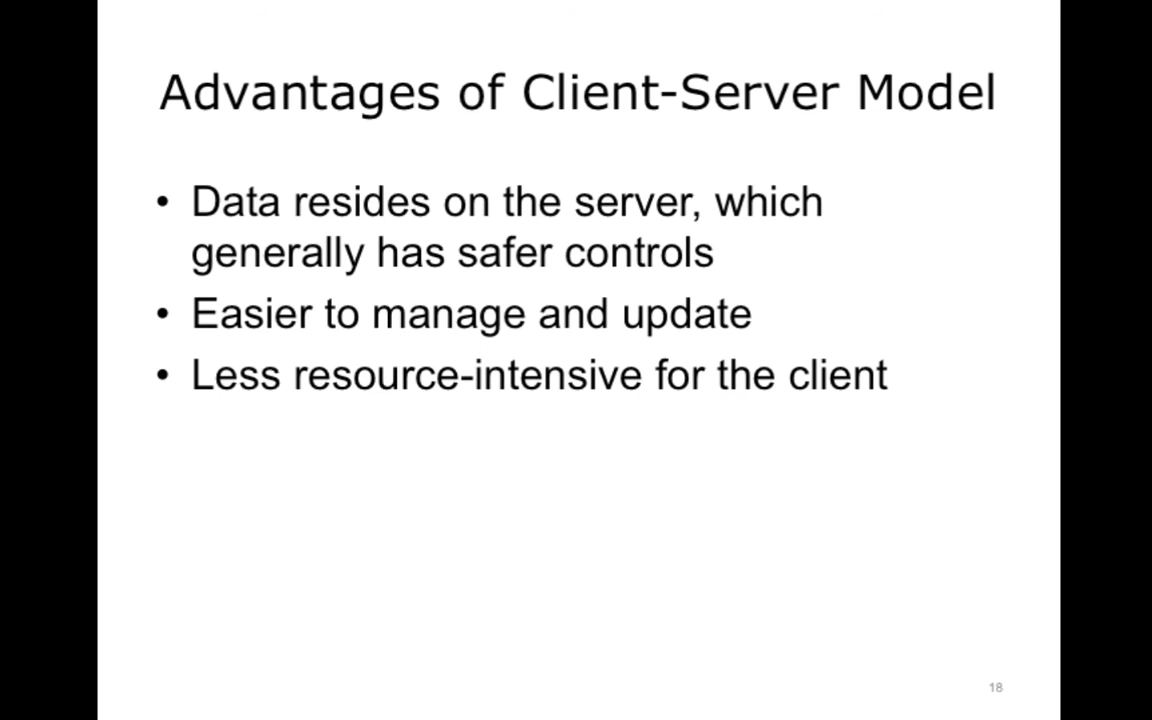 Advantages of Client-Server Model
• Data resides on the server, which
generally has safer controls
• Easier to manage and update
• Less resource-intensive for the client
18